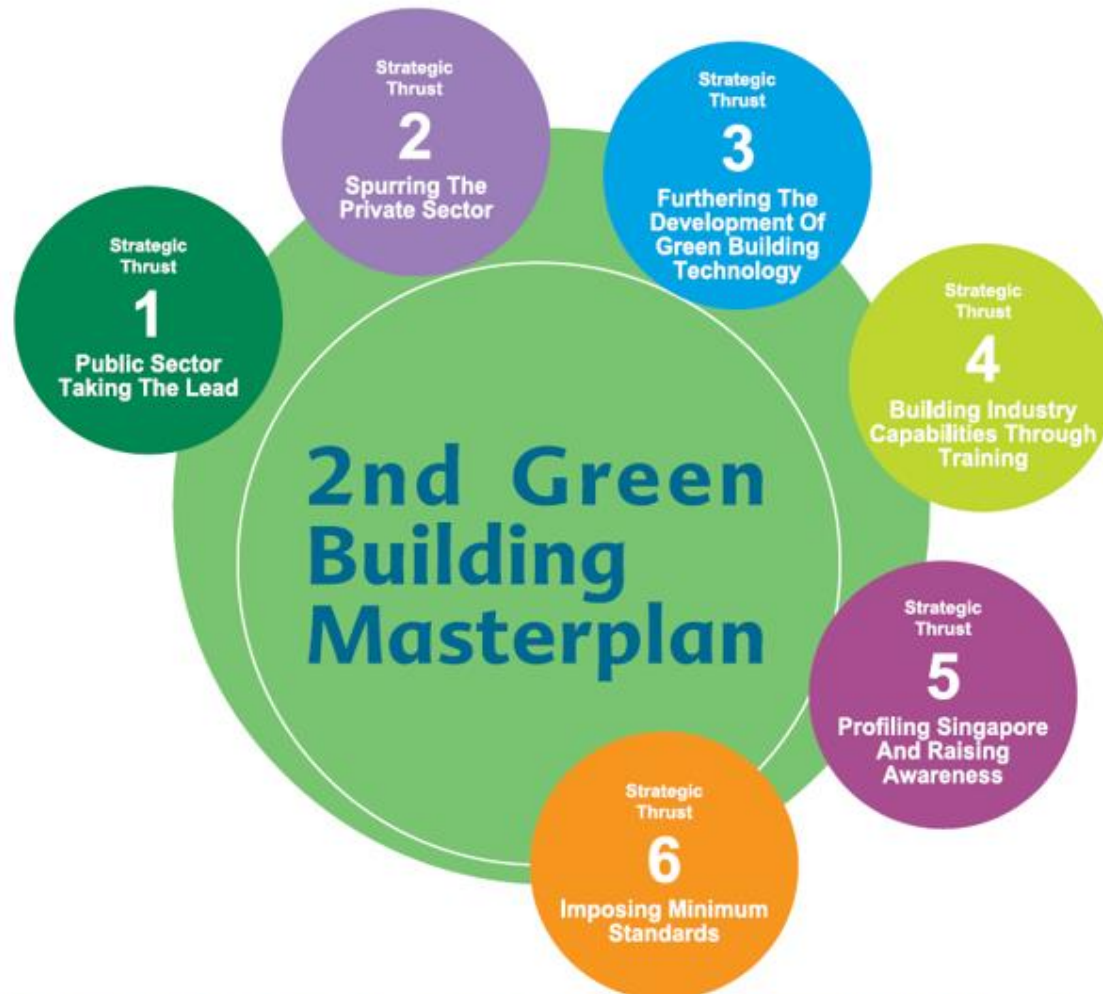 Strategic
Thrust
1
Public Sector
Taking The Lead
Strategic
Thrust
2
Spurring The
Private Sector
Strategic
Thrust
3
Furthering The
Development Of
Green Building
Technology
Strategic
Thrust
4
Building Industry
Capabilities Through
Training
Strategic
Thrust
5
Profiling Singapore
And Raising
Awareness
Strategic
Thrust
6
Imposing Minimum
Standards
2nd Green
Building
Masterplan